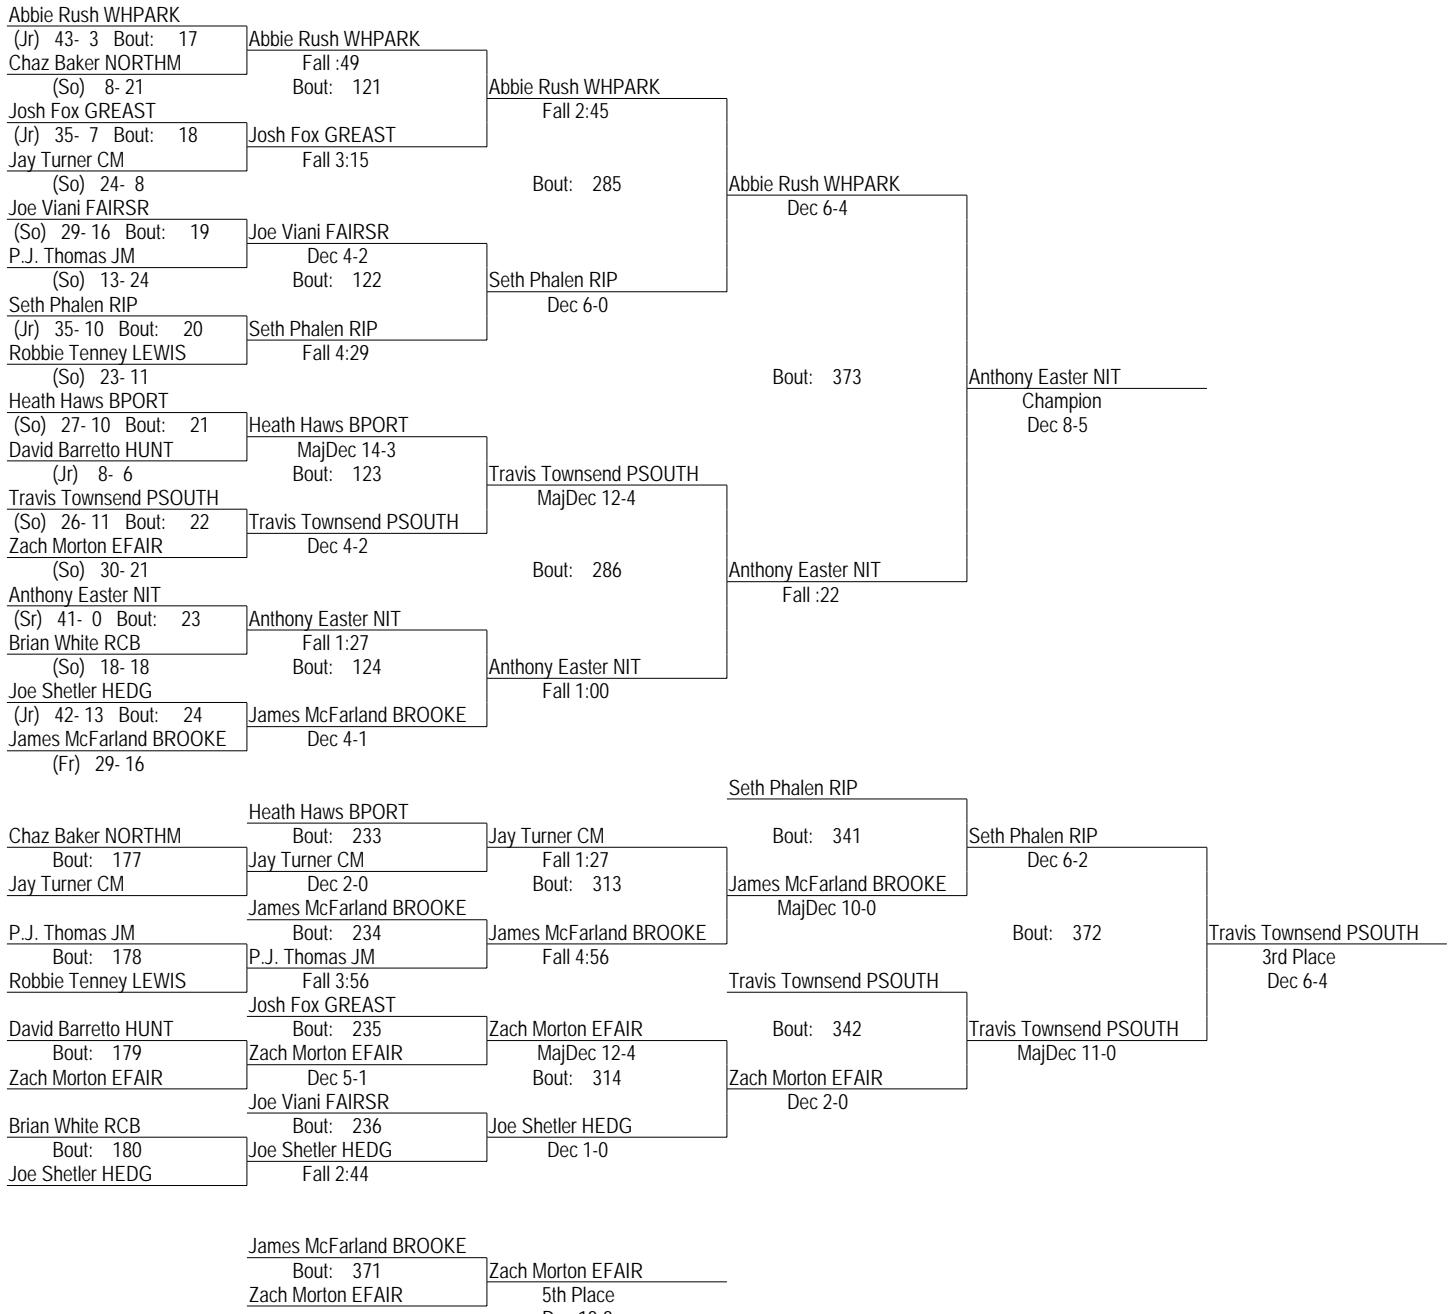 Abbie Rush WHPARK
(Jr) 43- 3 Bout: 17 Abbie Rush WHPARK
Chaz Baker NORTHM Fall :49
(So) 8- 21 Bout: 121 Abbie Rush WHPARK
Josh Fox GREAST Fall 2:45
(Jr) 35- 7 Bout: 18 Josh Fox GREAST
Jay Turner CM Fall 3:15
(So) 24- 8 Bout: 285 Abbie Rush WHPARK
Joe Viani FAIRSR Dec 6-4
(So) 29- 16 Bout: 19 Joe Viani FAIRSR
P.J. Thomas JM Dec 4-2
(So) 13- 24 Bout: 122 Seth Phalen RIP
Seth Phalen RIP Dec 6-0
(Jr) 35- 10 Bout: 20 Seth Phalen RIP
Robbie Tenney LEWIS Fall 4:29
(So) 23- 11 Bout: 373 Anthony Easter NIT
Heath Haws BPORT Champion
(So) 27- 10 Bout: 21 Heath Haws BPORT Dec 8-5
David Barretto HUNT MajDec 14-3
(Jr) 8- 6 Bout: 123 Travis Townsend PSOUTH
Travis Townsend PSOUTH MajDec 12-4
(So) 26- 11 Bout: 22 Travis Townsend PSOUTH
Zach Morton EFAIR Dec 4-2
(So) 30- 21 Bout: 286 Anthony Easter NIT
Anthony Easter NIT Fall :22
(Sr) 41- 0 Bout: 23 Anthony Easter NIT
Brian White RCB Fall 1:27
(So) 18- 18 Bout: 124 Anthony Easter NIT
Joe Shetler HEDG Fall 1:00
(Jr) 42- 13 Bout: 24 James McFarland BROOKE
James McFarland BROOKE Dec 4-1
(Fr) 29- 16
Seth Phalen RIP
Heath Haws BPORT
Chaz Baker NORTHM Bout: 233 Jay Turner CM Bout: 341 Seth Phalen RIP
Bout: 177 Jay Turner CM Fall 1:27 Dec 6-2
Jay Turner CM Dec 2-0 Bout: 313 James McFarland BROOKE
James McFarland BROOKE MajDec 10-0
P.J. Thomas JM Bout: 234 James McFarland BROOKE Bout: 372 Travis Townsend PSOUTH
Bout: 178 P.J. Thomas JM Fall 4:56 3rd Place
Robbie Tenney LEWIS Fall 3:56 Travis Townsend PSOUTH Dec 6-4
Josh Fox GREAST
David Barretto HUNT Bout: 235 Zach Morton EFAIR Bout: 342 Travis Townsend PSOUTH
Bout: 179 Zach Morton EFAIR MajDec 12-4 MajDec 11-0
Zach Morton EFAIR Dec 5-1 Bout: 314 Zach Morton EFAIR
Joe Viani FAIRSR Dec 2-0
Brian White RCB Bout: 236 Joe Shetler HEDG
Bout: 180 Joe Shetler HEDG Dec 1-0
Joe Shetler HEDG Fall 2:44
James McFarland BROOKE
Bout: 371 Zach Morton EFAIR
Zach Morton EFAIR 5th Place